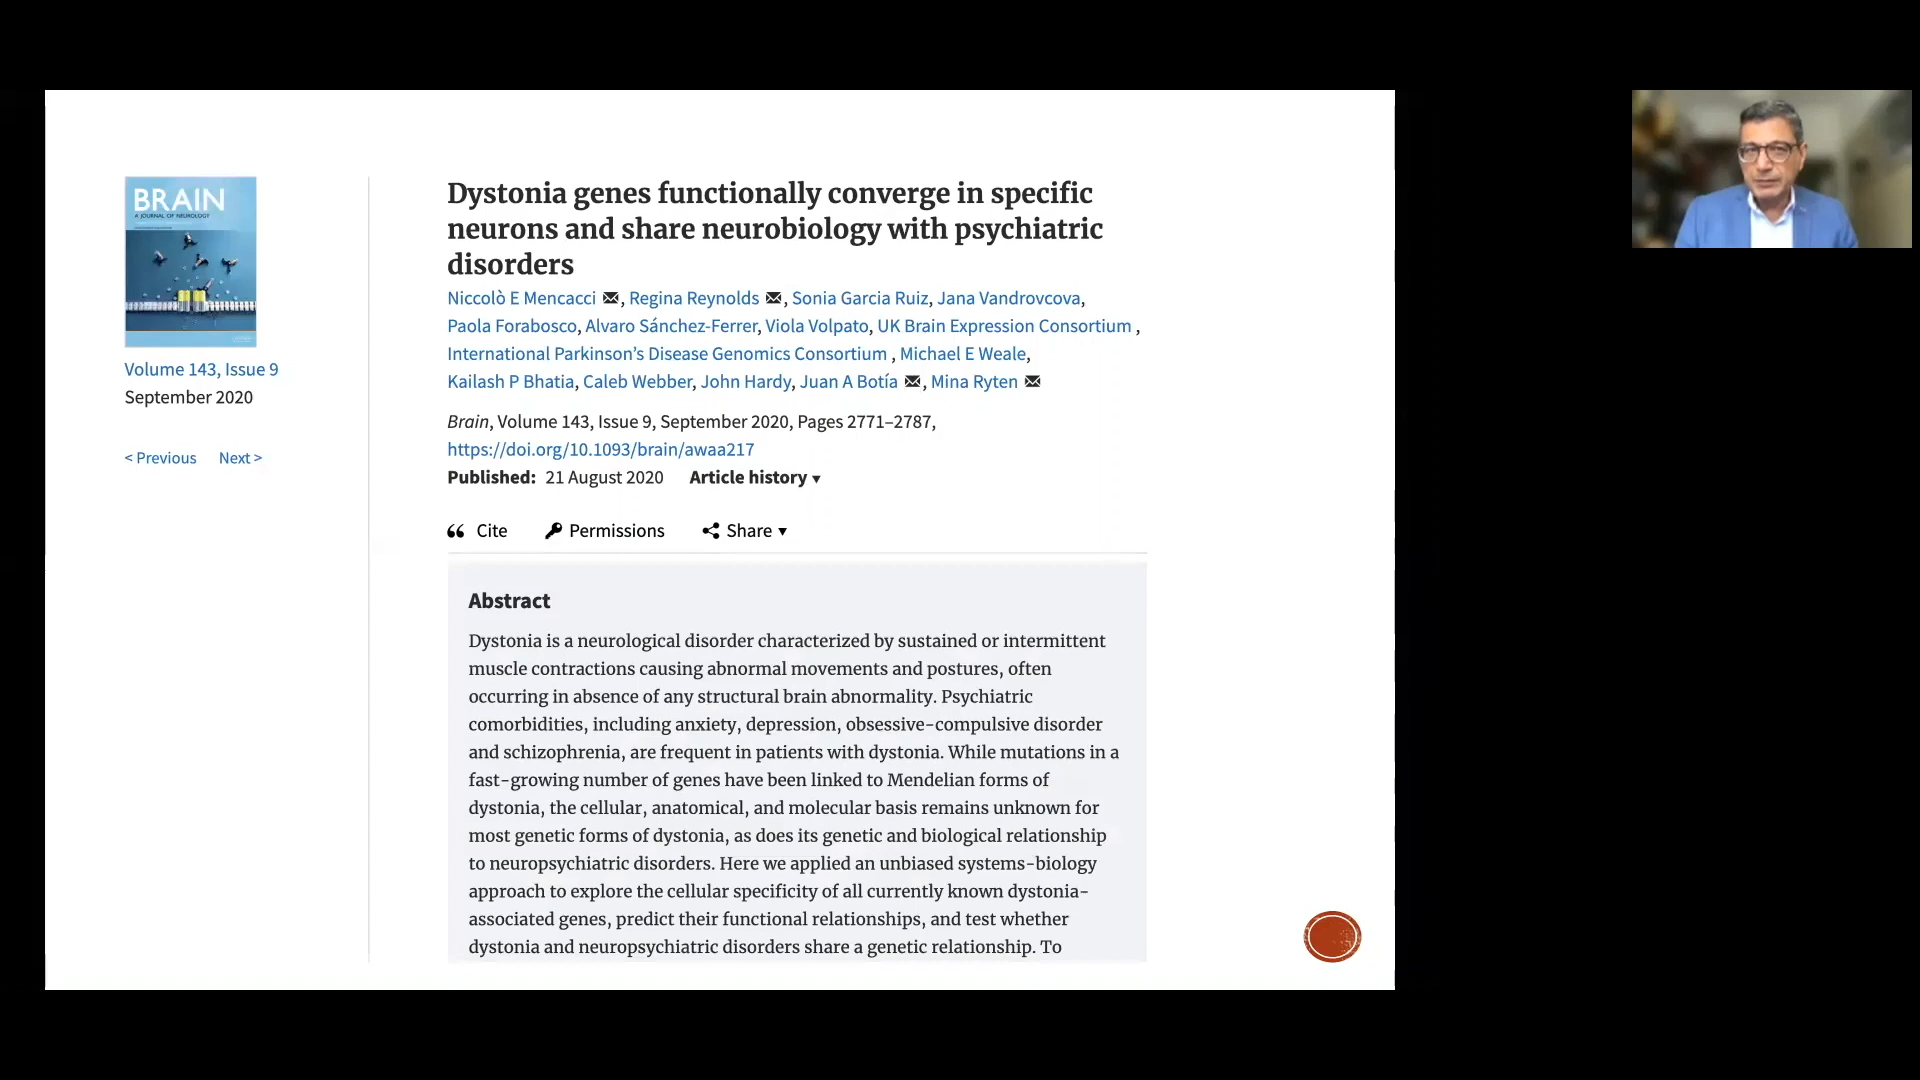 BRAIN
A JOURNAL OF NEUROLOGY
Volume 143, Issue 9
September 2020
< Previous Next >
Dystonia genes functionally converge in specific
neurons and share neurobiology with psychiatric
disorders
Niccolò E Mencacci , Regina Reynolds , Sonia Garcia Ruiz, Jana Vandrovcova,
Paola Forabosco, Alvaro Sánchez-Ferrer, Viola Volpato, UK Brain Expression Consortium ,
International Parkinson’s Disease Genomics Consortium , Michael E Weale,
Kailash P Bhatia, Caleb Webber, John Hardy, Juan A Botía , Mina Ryten
Brain, Volume 143, Issue 9, September 2020, Pages 2771–2787,
https://doi.org/10.1093/brain/awaa217
Published: 21 August 2020 Article history ▾
Cite Permissions Share ▾
Abstract
Dystonia is a neurological disorder characterized by sustained or intermittent
muscle contractions causing abnormal movements and postures, often
occurring in absence of any structural brain abnormality. Psychiatric
comorbidities, including anxiety, depression, obsessive-compulsive disorder
and schizophrenia, are frequent in patients with dystonia. While mutations in a
fast-growing number of genes have been linked to Mendelian forms of
dystonia, the cellular, anatomical, and molecular basis remains unknown for
most genetic forms of dystonia, as does its genetic and biological relationship
to neuropsychiatric disorders. Here we applied an unbiased systems-biology
approach to explore the cellular specificity of all currently known dystonia-
associated genes, predict their functional relationships, and test whether
dystonia and neuropsychiatric disorders share a genetic relationship. To